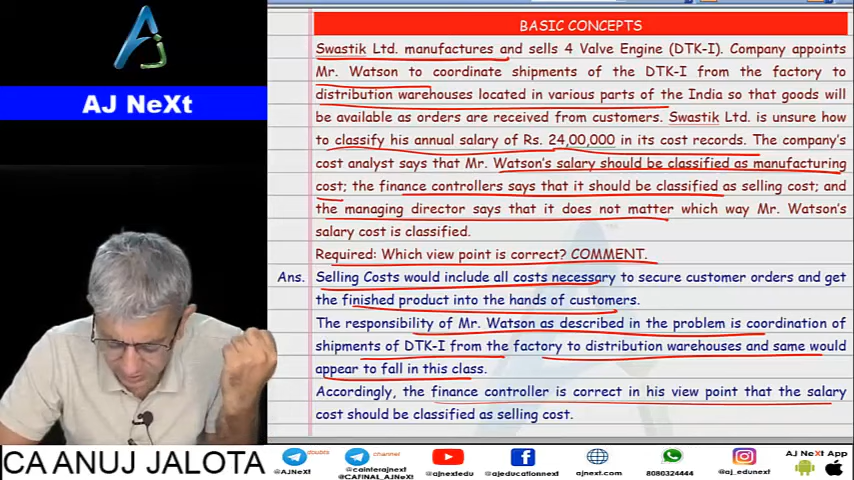 BASIC CONCEPTS
Swastik Ltd. manufactures and sells 4 Valve Engine (DTK-I). Company appoints
Mr. Watson to coordinate shipments of the DTK-I from the factory to
distribution warehouses located in various parts of the India so that goods will
be available as orders are received from customers. Swastik Ltd. is unsure how
to classify his annual salary of Rs. 24,00,000 in its cost records. The company's
cost analyst says that Mr. Watson's salary should be classified as manufacturing
cost; the finance controllers says that it should be classified as selling cost; and
the managing director says that it does not matter which way Mr. Watson's
salary cost is classified.
Required: Which view point is correct? COMMENT.
Ans. Selling Costs would include all costs necessary to secure customer orders and get
the finished product into the hands of customers.
The responsibility of Mr. Watson as described in the problem is coordination of
shipments of DTK-I from the factory to distribution warehouses and same would
appear to fall in this class.
Accordingly, the finance controller is correct in his view point that the salary
cost should be classified as selling cost.
Aj
AJ NeXt
CA ANUJ JALOTA
doubts
@AJNeXt
channel
@cainterajnext
@CAFINAL_AJNeXT
@ajnextedu
@ajeducationnext
ajnext.com
8080324444
@aj_edunext
AJ NeXt App